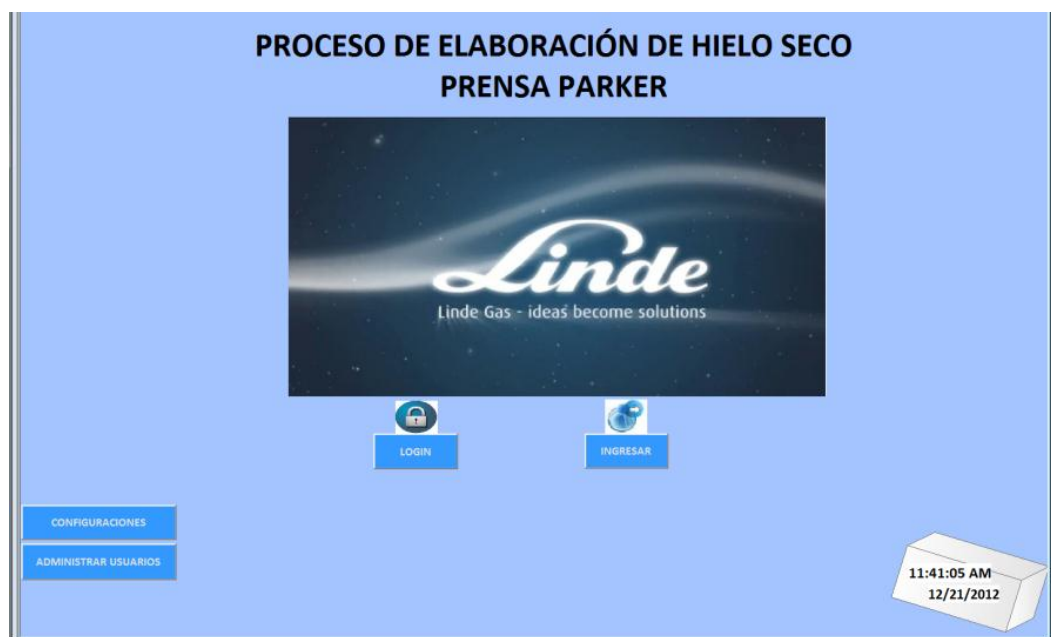 PROCESO DE ELABORACIÓN DE HIELO SECO
PRENSA PARKER
Linde
Linde Gas - ideas become solutions
LOGIN
INGRESAR
CONFIGURACIONES
ADMINISTRAR USUARIOS
11:41:05 AM
12/21/2012